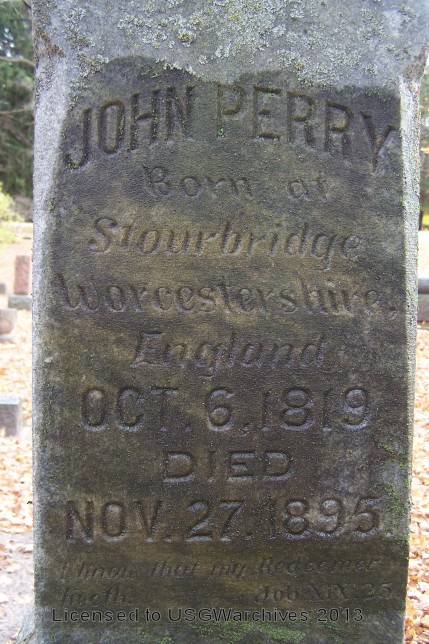 JOHN PERRY
Born at
Stourbridge
Worcestershire,
England
OCT. 6, 1819
DIED
NOV. 27, 1895
I know that my Redeemer
liveth. Job XIX 25
Licensed to USGWarchives 2013